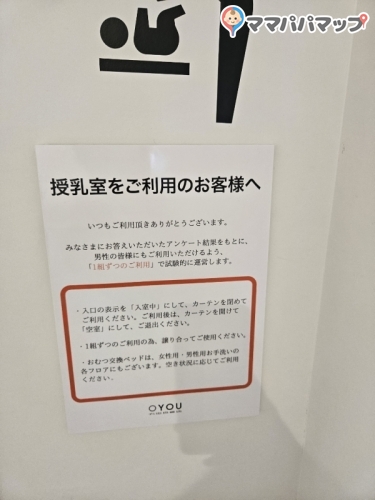 ママパパマップ
授乳室をご利用のお客様へ
いつもご利用頂きありがとうございます。
みなさまにお答えいただいたアンケート結果をもとに、
男性の皆様にもご利用いただけるよう、
「1組ずつのご利用」で試験的に運営します。
・入口の表示を「入室中」にして、カーテンを閉めて
ご利用ください。ご利用後は、カーテンを開けて
「空室」にして、ご退出ください。
・1組ずつのご利用の為、譲り合ってご使用ください。
・おむつ交換ベッドは、女性用・男性用お手洗いの
各フロアにもございます。空き状況に応じてご利用
ください。
OYOU